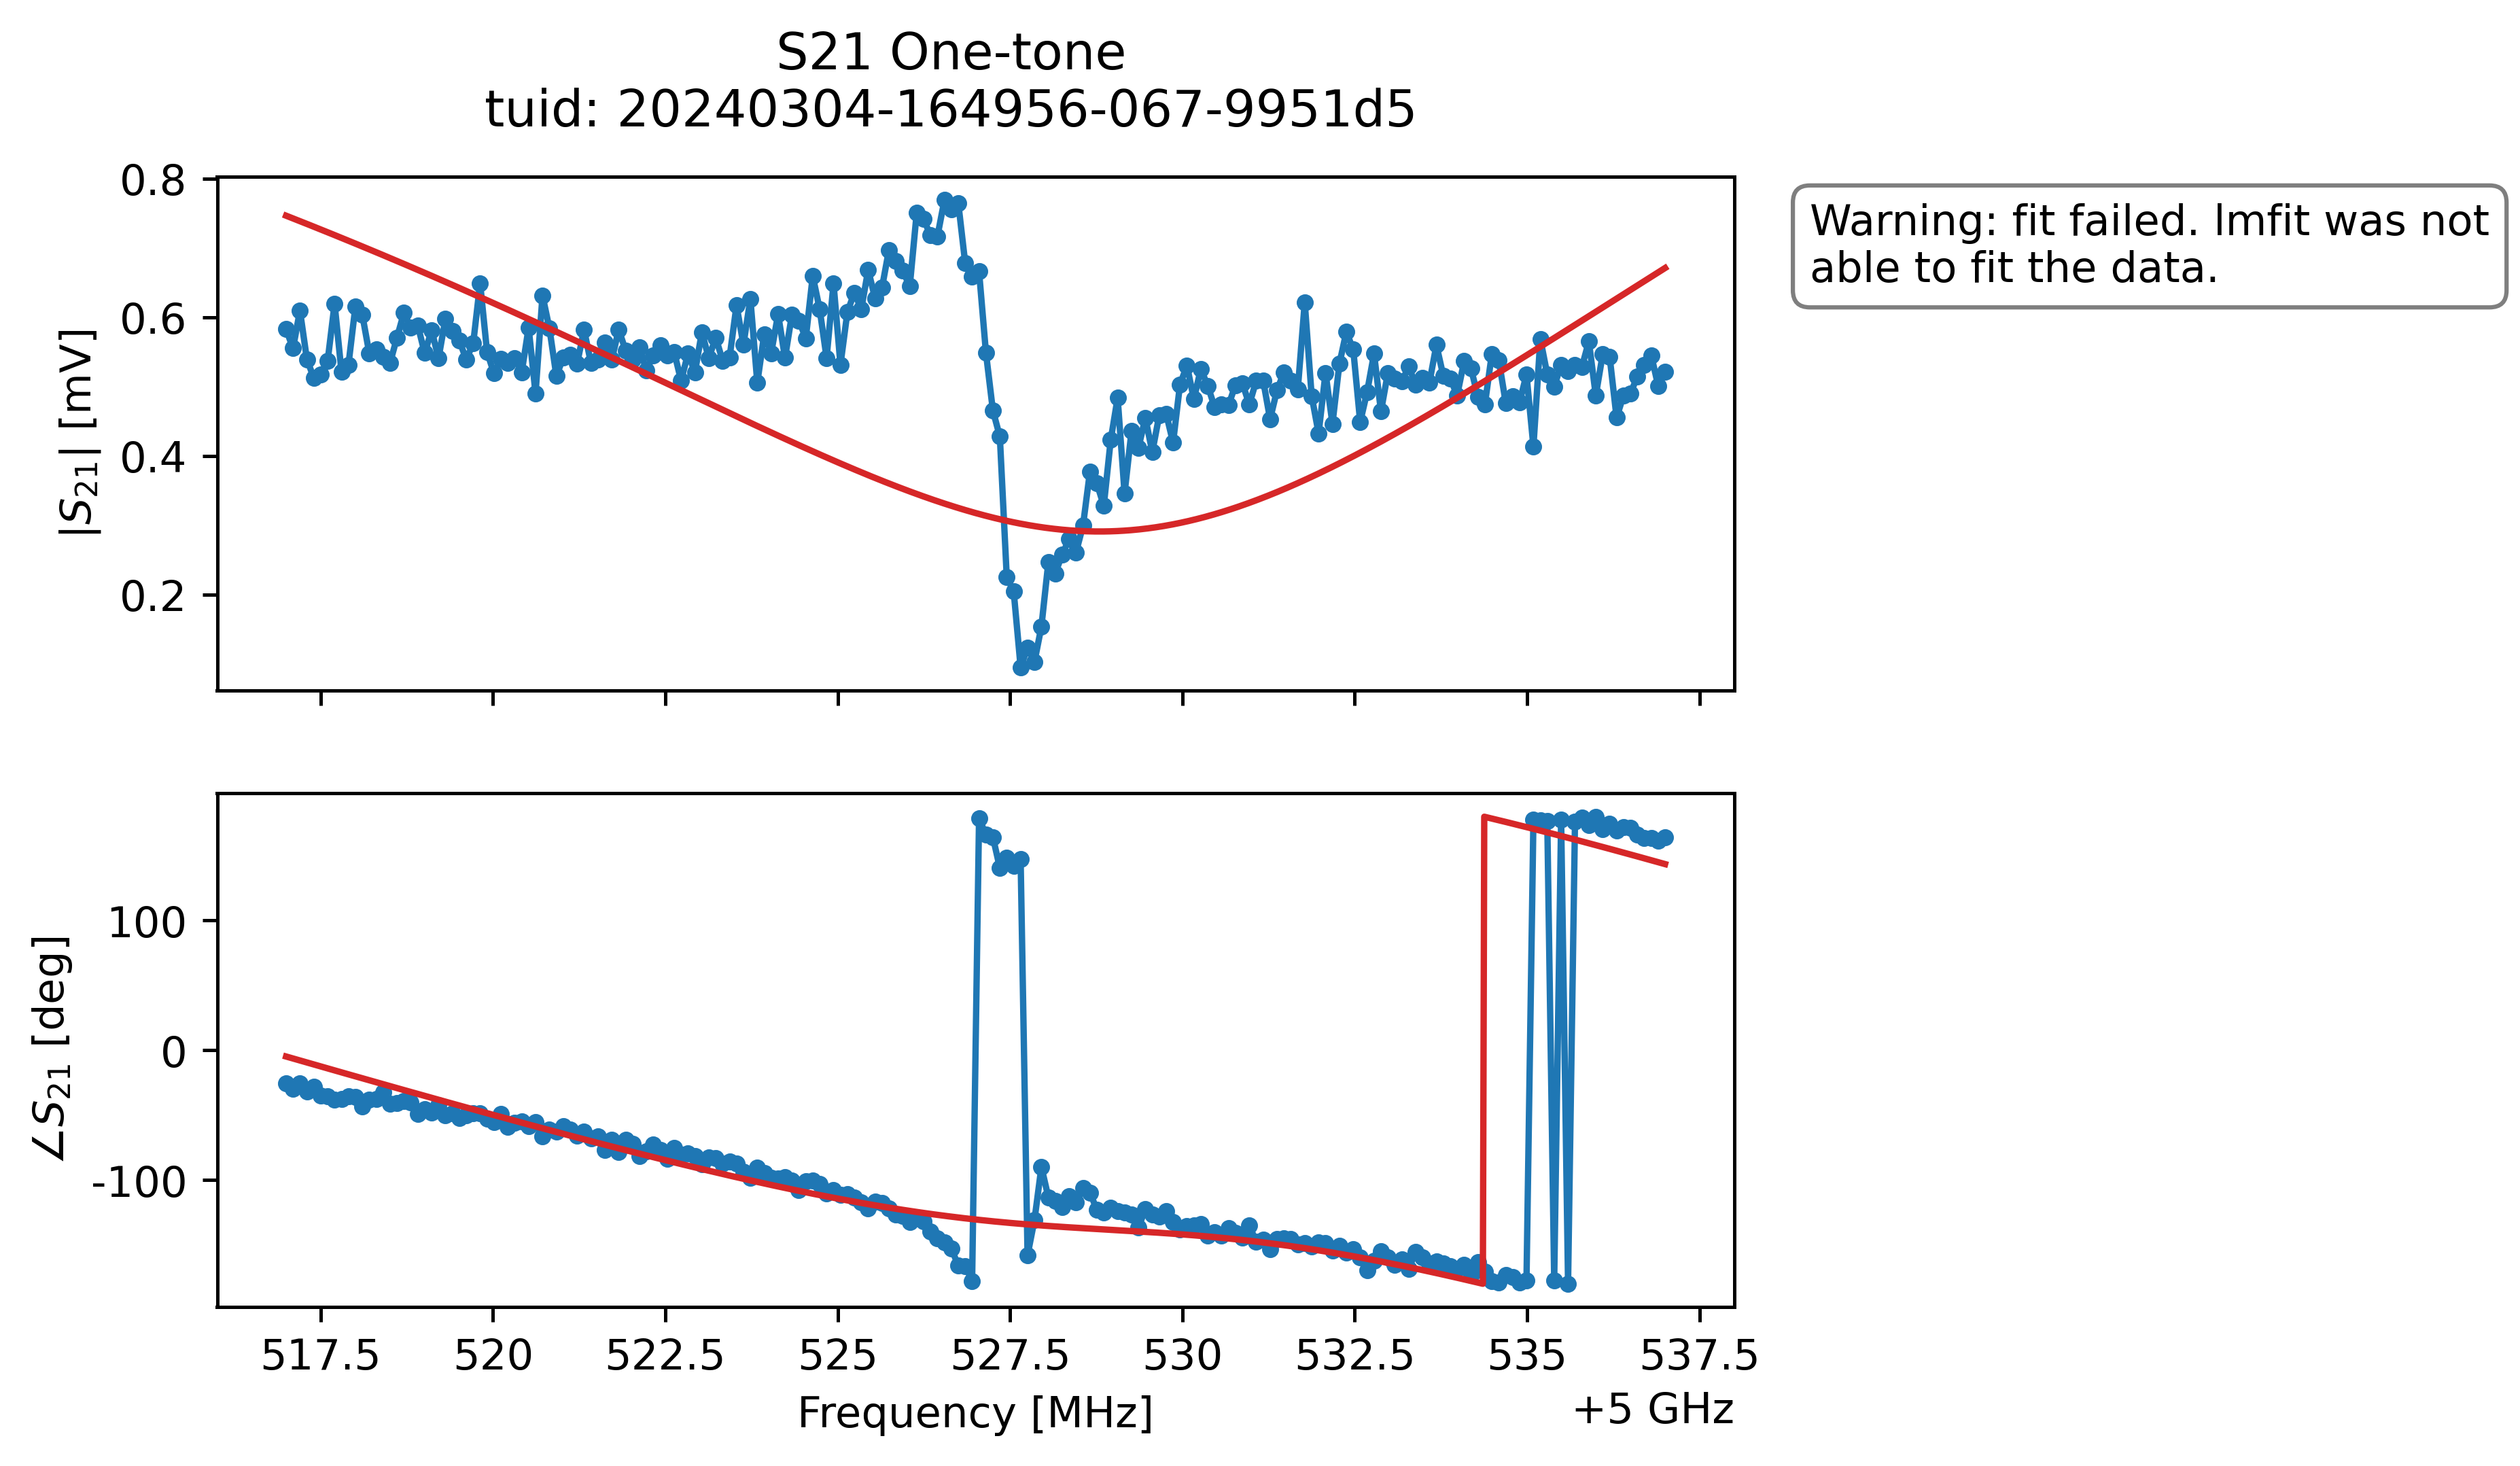 S21 One-tone
tuid: 20240304-164956-067-9951d5
0.8
0.6
0.4
0.2
|S21| [mV]
Warning: fit failed. lmfit was not
able to fit the data.
100
0
-100
∠S21 [deg]
517.5 520 522.5 525 527.5 530 532.5 535 537.5
Frequency [MHz]
+5 GHz